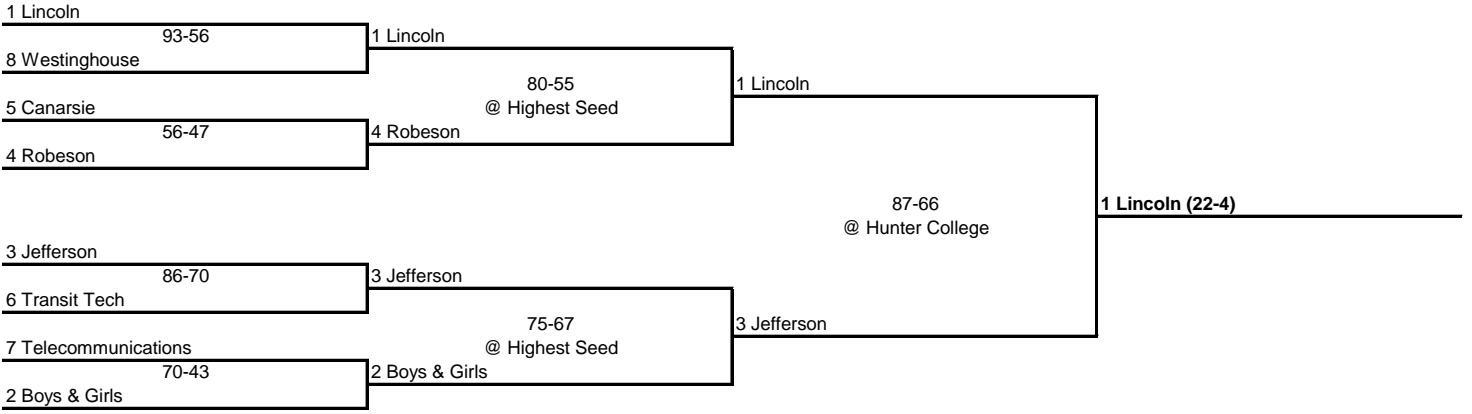 1 Lincoln
93-56
8 Westinghouse
1 Lincoln
80-55
@ Highest Seed
5 Canarsie
56-47
4 Robeson
4 Robeson
1 Lincoln
87-66
@ Hunter College
1 Lincoln (22-4)
3 Jefferson
86-70
6 Transit Tech
3 Jefferson
75-67
@ Highest Seed
7 Telecommunications
70-43
2 Boys & Girls
2 Boys & Girls
3 Jefferson